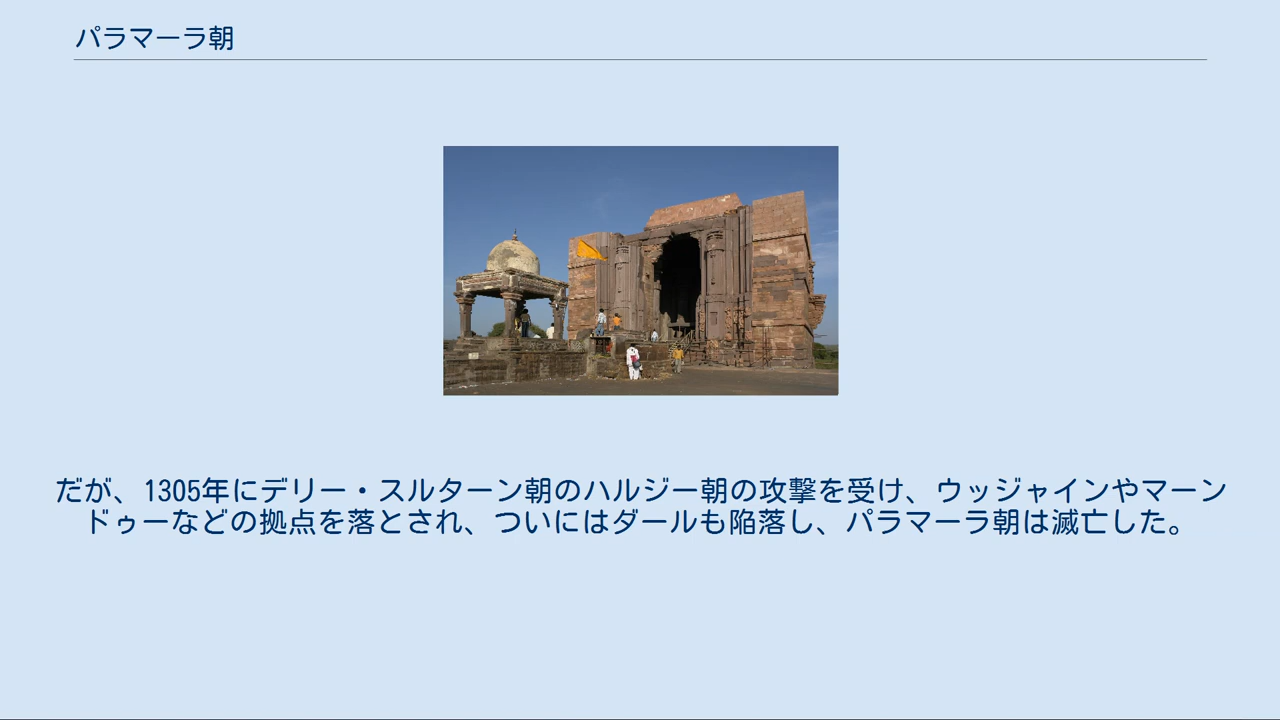 パラマーラ朝
だが、1305年にデリー・スルターン朝のハルジー朝の攻撃を受け、ウッジャインやマーン
ドゥーなどの拠点を落とされ、ついにはダールも陥落し、パラマーラ朝は滅亡した。